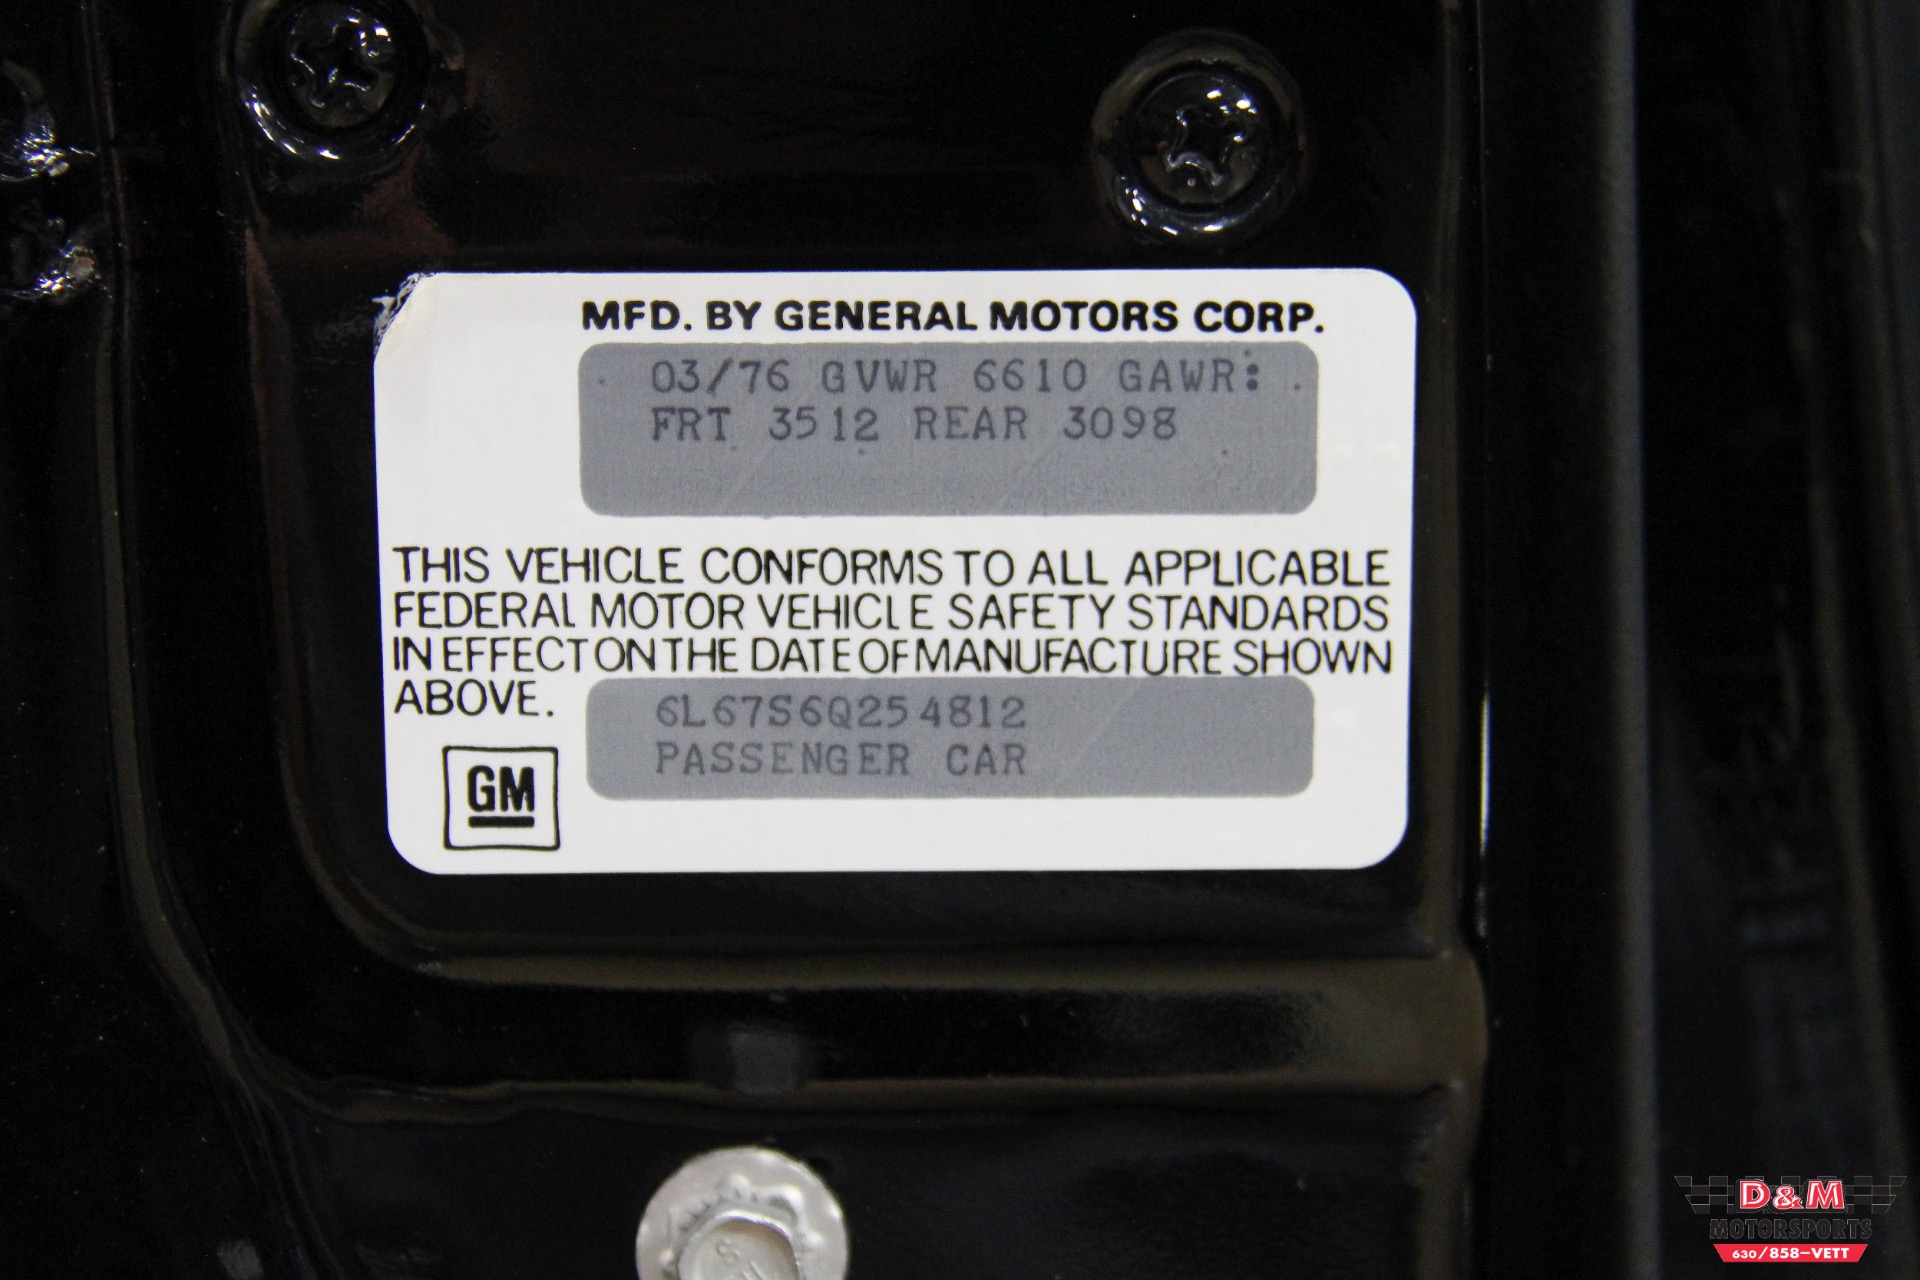 MFD. BY GENERAL MOTORS CORP.
03/76 GVWR 6610 GAWR:
FRT 3512 REAR 3098
THIS VEHICLE CONFORMS TO ALL APPLICABLE
FEDERAL MOTOR VEHICLE SAFETY STANDARDS
IN EFFECT ON THE DATE OF MANUFACTURE SHOWN
ABOVE.
6L67S6Q254812
PASSENGER CAR
GM
D&M
MOTORSPORTS
630/858-VETT